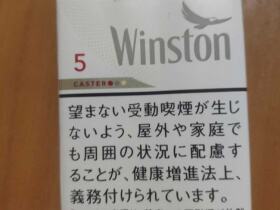 Winston
5
CASTER
望まない受動喫煙が生じ
ないよう、屋外や家庭で
も周囲の状況に配慮す
ることが、健康増進法上、
義務付けられています。